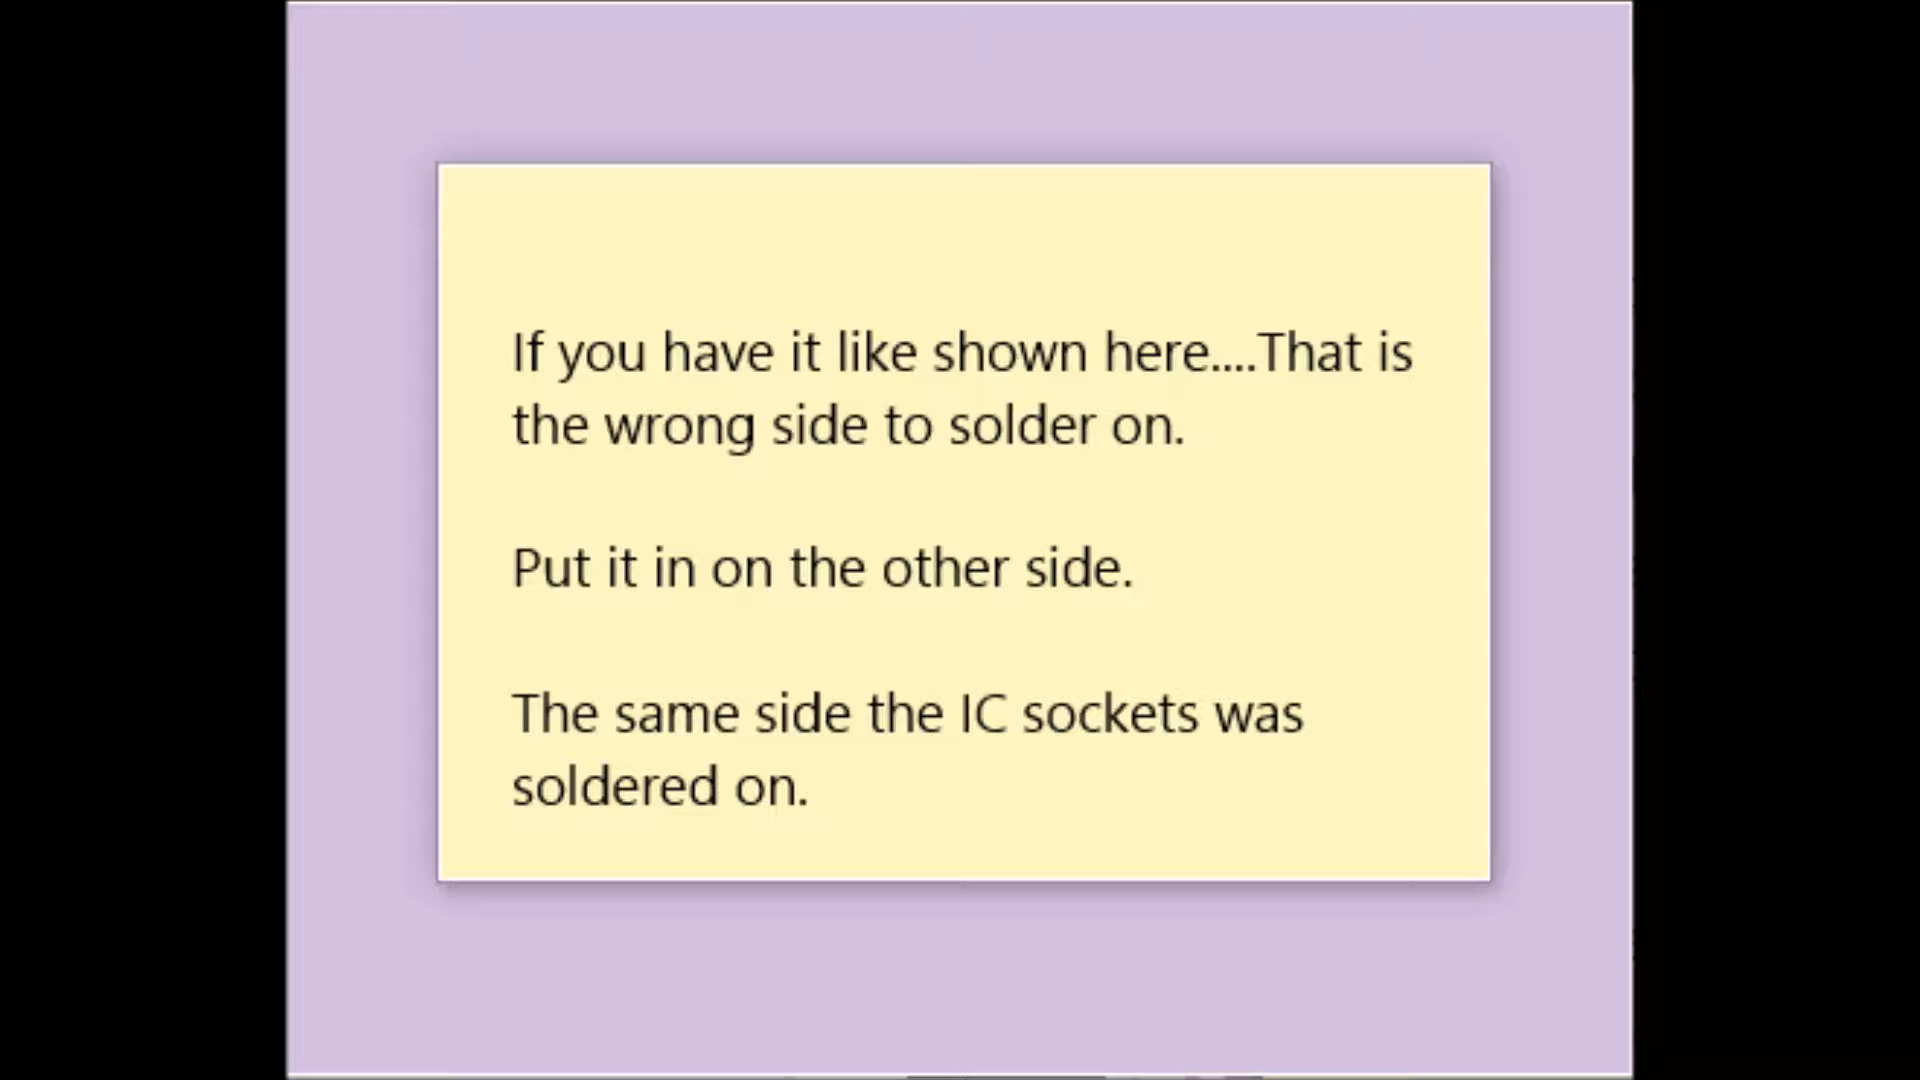 If you have it like shown here....That is
the wrong side to solder on.
Put it in on the other side.
The same side the IC sockets was
soldered on.